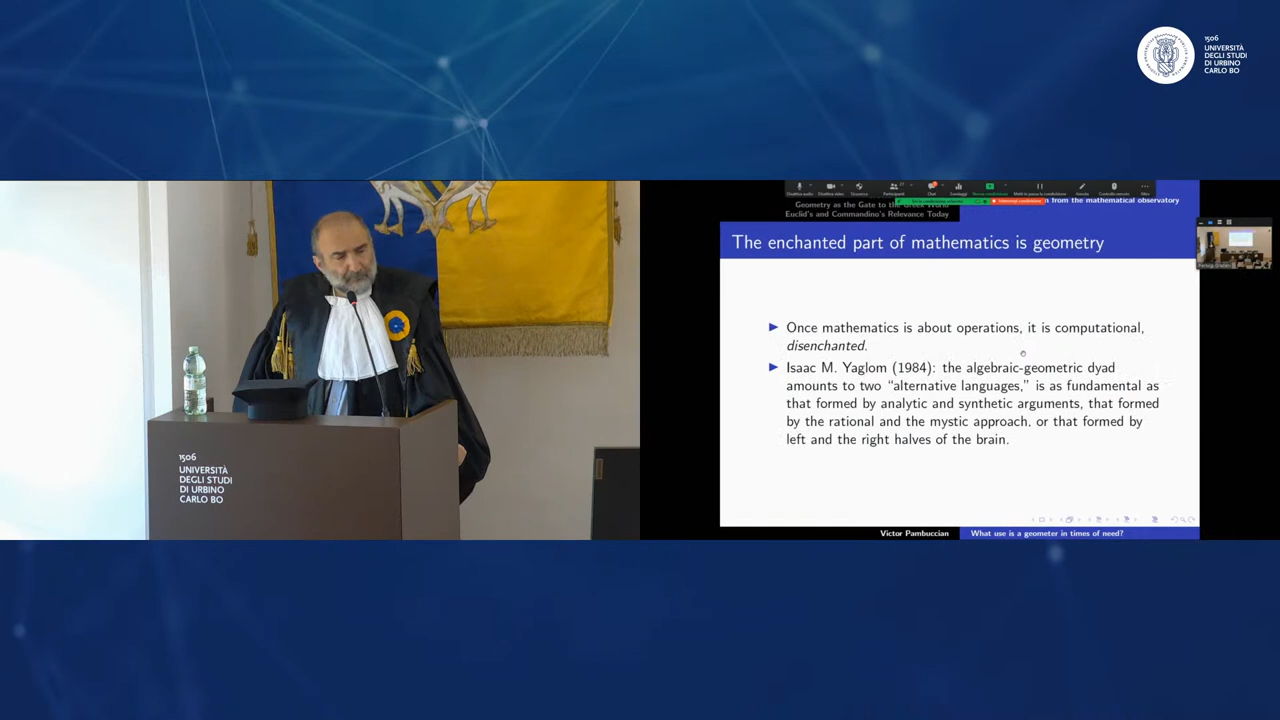 1506
UNIVERSITÀ
DEGLI STUDI
DI URBINO
CARLO BO
1506
UNIVERSITÀ
DEGLI STUDI
DI URBINO
CARLO BO
Geometry as the Gate to the Greek World
Euclid's and Commandino's Relevance Today
from the mathematical observatory
The enchanted part of mathematics is geometry
Once mathematics is about operations, it is computational,
disenchanted.
Isaac M. Yaglom (1984): the algebraic-geometric dyad
amounts to two “alternative languages,” is as fundamental as
that formed by analytic and synthetic arguments, that formed
by the rational and the mystic approach, or that formed by
left and the right halves of the brain.
Victor Pambuccian
What use is a geometer in times of need?